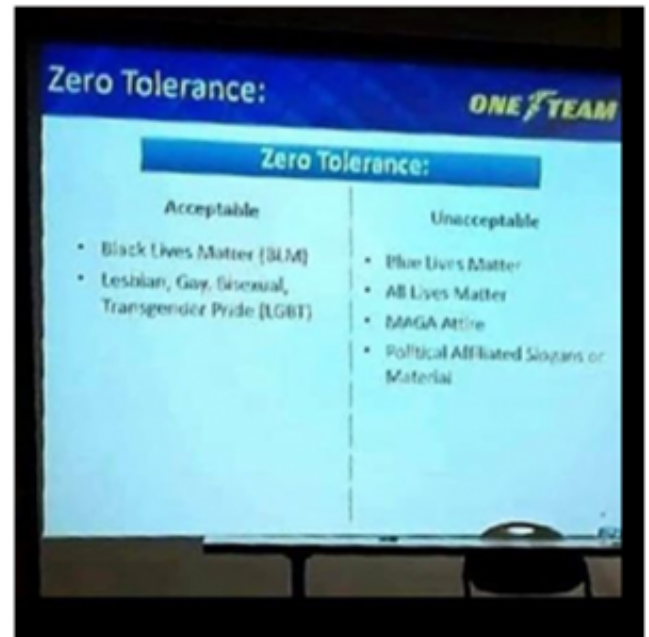 Zero Tolerance:
ONE TEAM
Zero Tolerance:
Acceptable
• Black Lives Matter (BLM)
• Lesbian, Gay, Bisexual,
Transgender Pride (LGBT)
Unacceptable
• Blue Lives Matter
• All Lives Matter
• MAGA Attire
• Political Affiliated Slogans or
Material